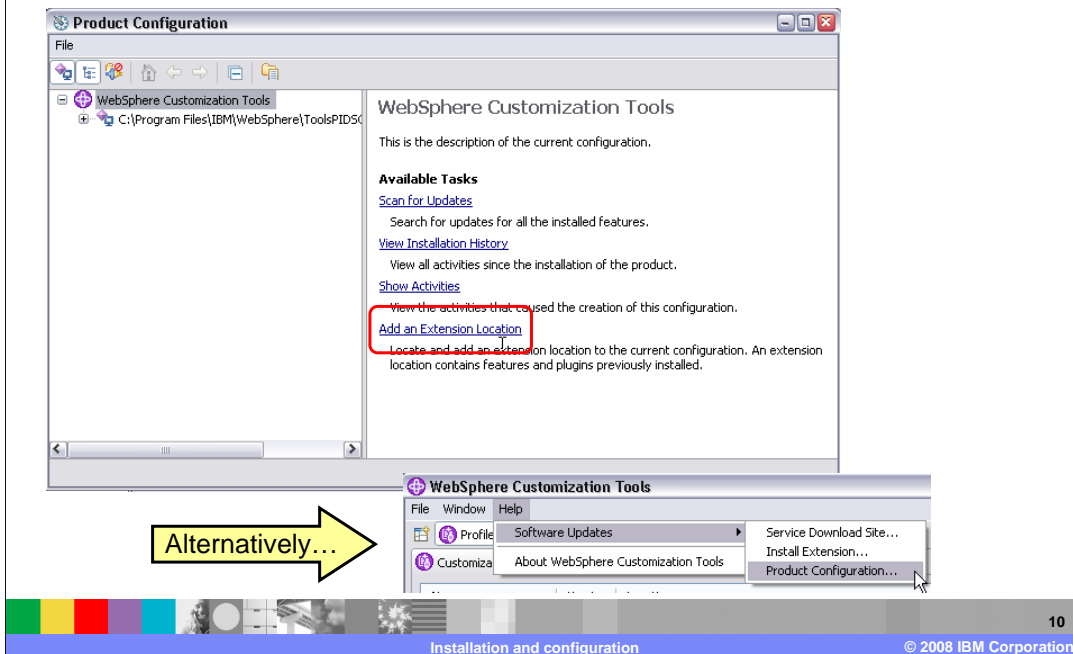 Product Configuration
File
WebSphere Customization Tools
C:\Program Files\IBM\WebSphere\ToolsPIDS
WebSphere Customization Tools
This is the description of the current configuration.
Available Tasks
Scan for Updates
Search for updates for all the installed features.
View Installation History
View all activities since the installation of the product.
Show Activities
View the activities that caused the creation of this configuration.
Add an Extension Location
Locate and add an extension location to the current configuration. An extension
location contains features and plugins previously installed.
Alternatively…
WebSphere Customization Tools
File Window Help
Profile
Software Updates
Service Download Site...
Install Extension...
Customiza
About WebSphere Customization Tools
Product Configuration...
10
Installation and configuration
© 2008 IBM Corporation